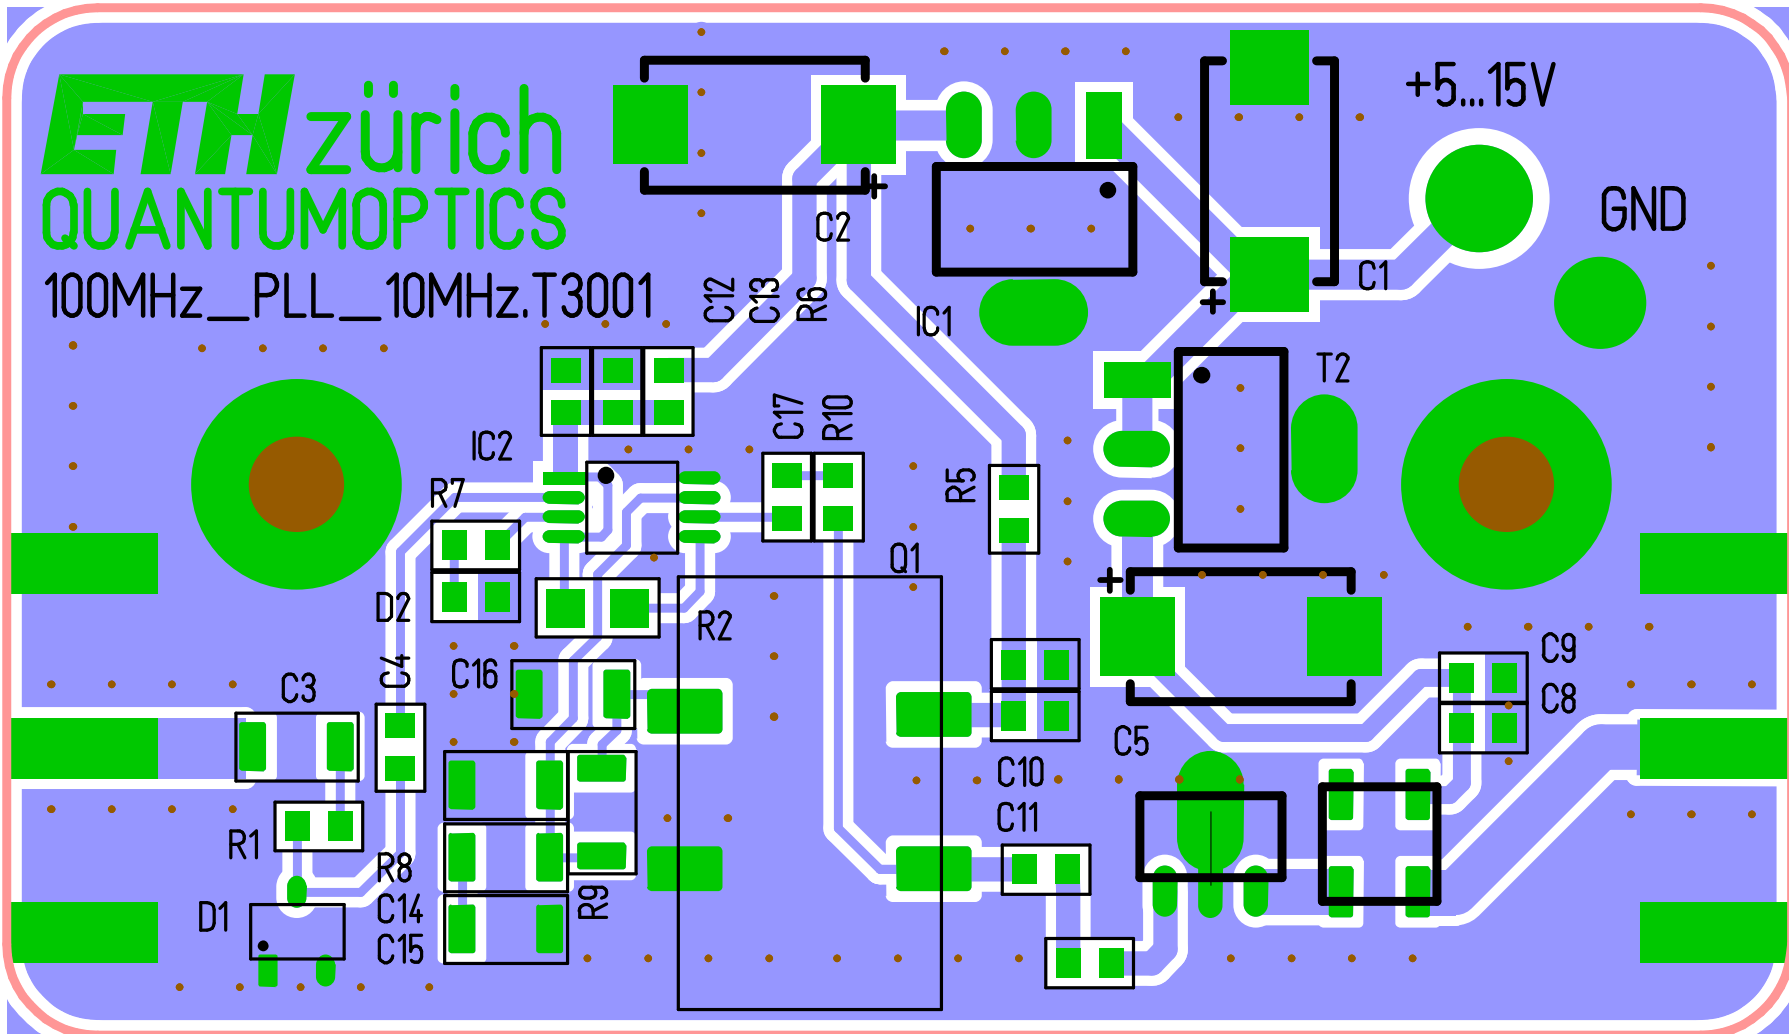 ETH zürich
QUANTUMOPTICS
100MHz_PLL_10MHz.T3001
+5...15V
GND
C2
+
C12
C13
R6
IC1
C1
+
T2
IC2
R7
C17
R10
R5
Q1
+
D2
R2
C4
C16
C3
C9
C8
C5
C10
C11
R1
R8
C14
C15
R9
D1